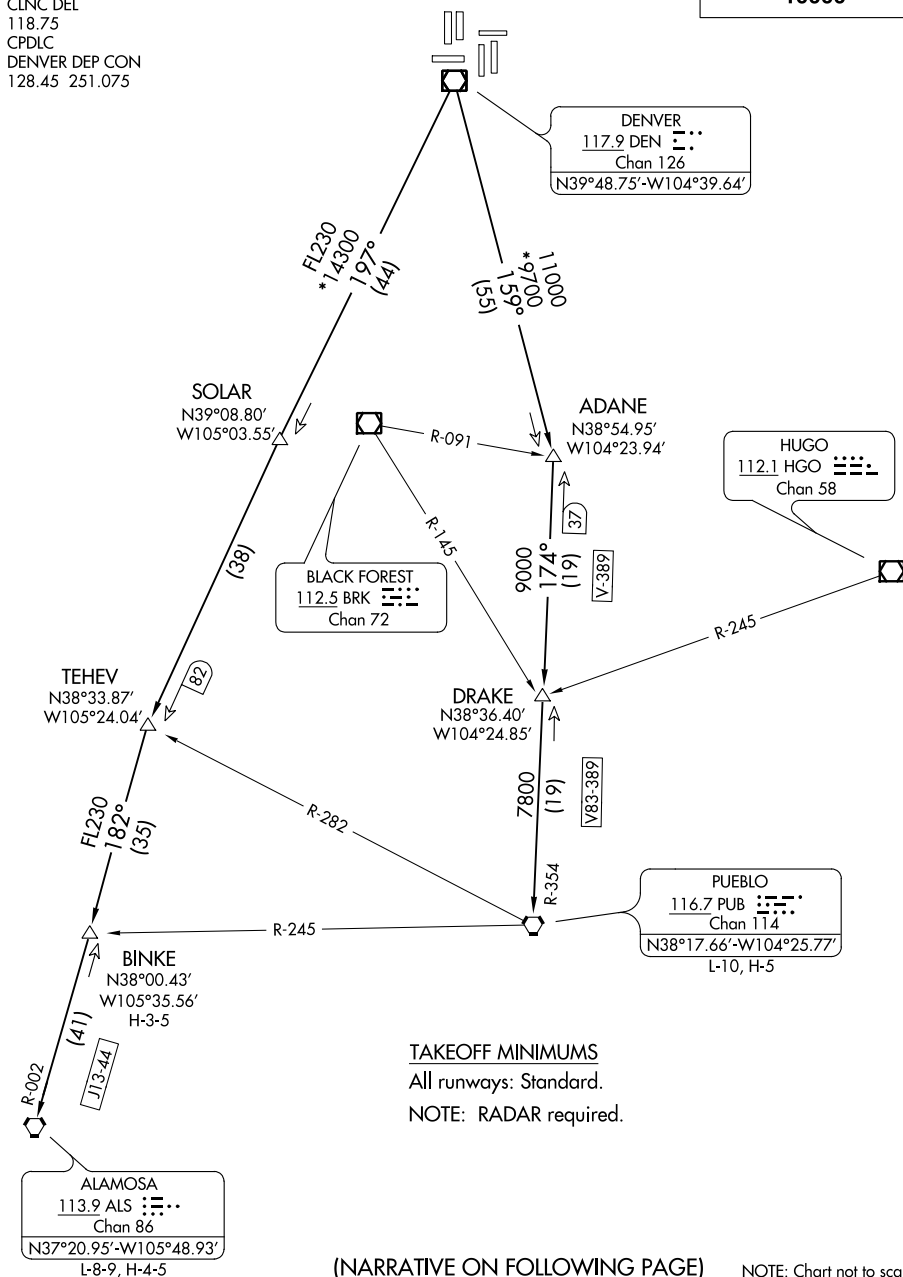 CLNC DEL
118.75
CPDLC
DENVER DEP CON
128.45 251.075
DENVER
117.9 DEN
Chan 126
N39°48.75'-W104°39.64'
FL230
*14300
197°
(44)
11000
*9700
159°
(55)
SOLAR
N39°08.80'
W105°03.55'
ADANE
N38°54.95'
W104°23.94'
R-091
HUGO
112.1 HGO
Chan 58
R-145
37
9000
174°
(19)
V-389
(38)
BLACK FOREST
112.5 BRK
Chan 72
R-245
TEHEV
N38°33.87'
W105°24.04'
82
DRAKE
N38°36.40'
W104°24.85'
FL230
182°
(35)
R-282
7800
(19)
V83-389
R-354
PUEBLO
116.7 PUB
Chan 114
N38°17.66'-W104°25.77'
L-10, H-5
R-245
BINKE
N38°00.43'
W105°35.56'
H-3-5
(41)
J13-44
R-002
TAKEOFF MINIMUMS
All runways: Standard.
NOTE: RADAR required.
ALAMOSA
113.9 ALS
Chan 86
N37°20.95'-W105°48.93'
L-8-9, H-4-5
(NARRATIVE ON FOLLOWING PAGE)
NOTE: Chart not to sca